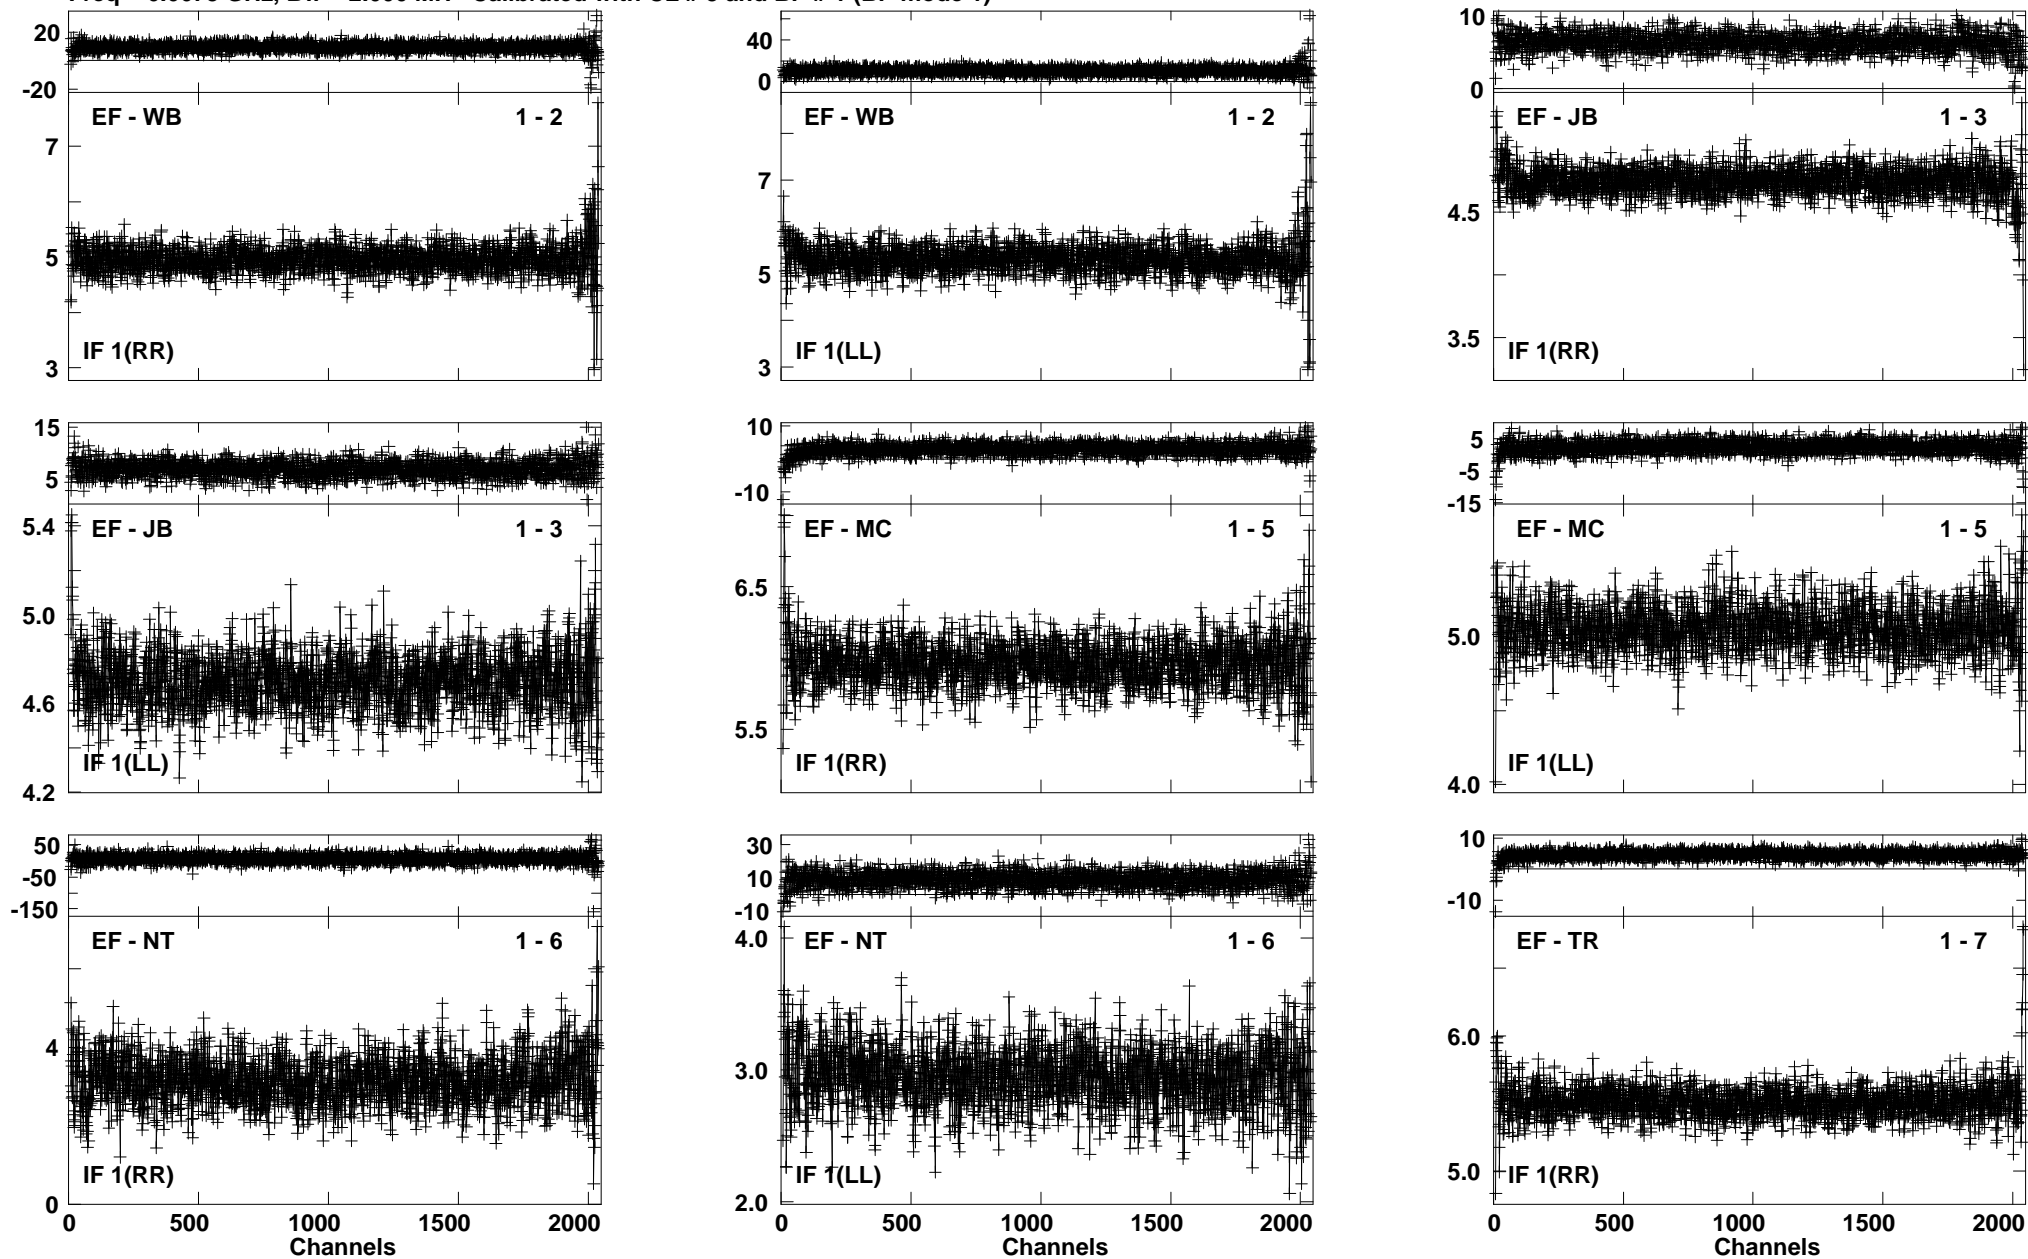 20
-20
EF - WB 1 - 2
7
5
3
IF 1(RR)
40
0
EF - WB 1 - 2
7
5
3
IF 1(LL)
10
0
EF - JB 1 - 3
4.5
3.5
IF 1(RR)
15
5
EF - JB 1 - 3
5.4
5.0
4.6
4.2
IF 1(LL)
10
-10
EF - MC 1 - 5
6.5
5.5
IF 1(RR)
5
-5
-15
EF - MC 1 - 5
5.0
4.0
IF 1(LL)
50
-50
-150
EF - NT 1 - 6
4
0
IF 1(RR)
0 500 1000 1500 2000
Channels
30
10
-10
EF - NT 1 - 6
4.0
3.0
2.0
IF 1(LL)
0 500 1000 1500 2000
Channels
10
-10
EF - TR 1 - 7
6.0
5.0
IF 1(RR)
0 500 1000 1500 2000
Channels